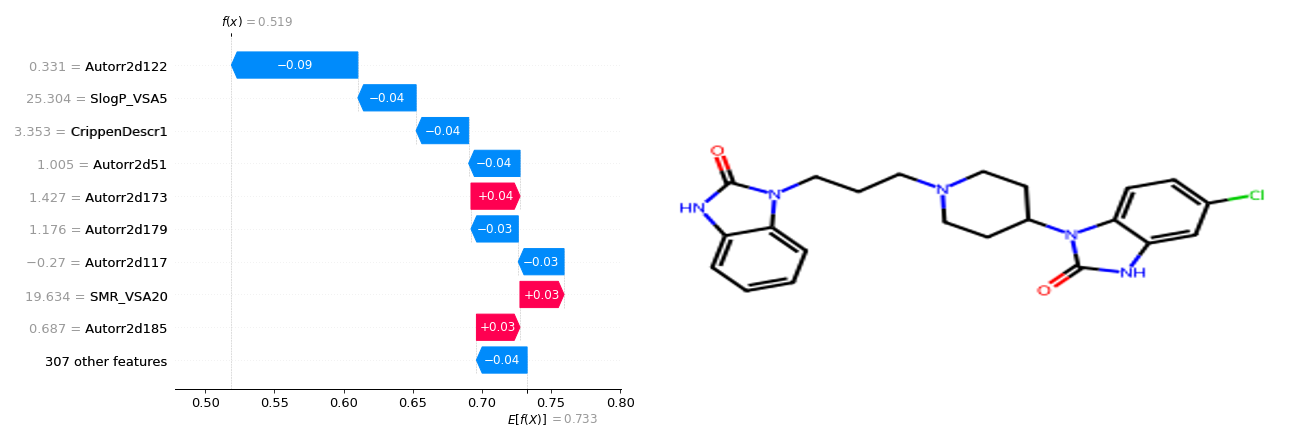 f(x) = 0.519
0.331 = Autorr2d122
−0.09
25.304 = SlogP_VSA5
−0.04
3.353 = CrippenDescr1
−0.04
1.005 = Autorr2d51
−0.04
1.427 = Autorr2d173
+0.04
1.176 = Autorr2d179
−0.03
−0.27 = Autorr2d117
−0.03
19.634 = SMR_VSA20
+0.03
0.687 = Autorr2d185
+0.03
307 other features
−0.04
0.50 0.55 0.60 0.65 0.70 0.75 0.80
E[f(X)] = 0.733
O
HN
N
N
N
O
NH
Cl